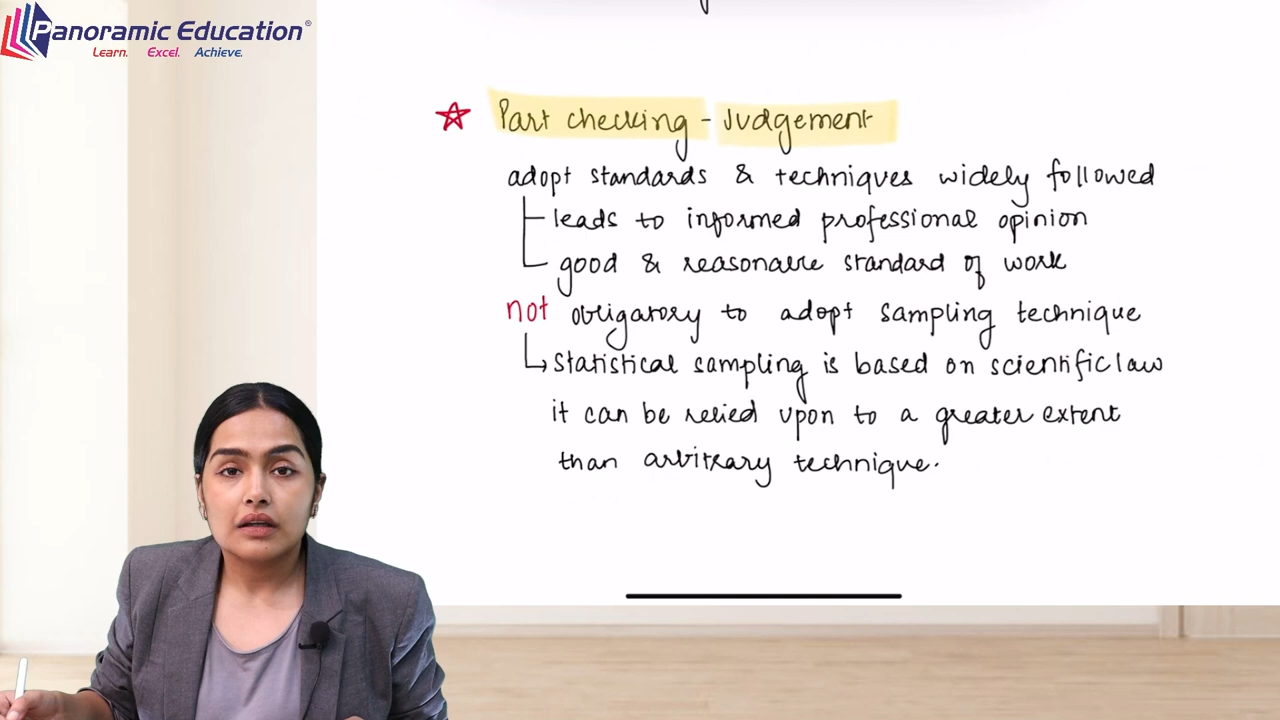 Panoramic Education®
Learn. Excel. Achieve.
Part checking - Judgement
adopt standards & techniques widely followed
leads to informed professional opinion
good & reasonable standard of work
not obligatory to adopt sampling technique
Statistical sampling is based on scientific law
it can be relied upon to a greater extent
than arbitrary technique.